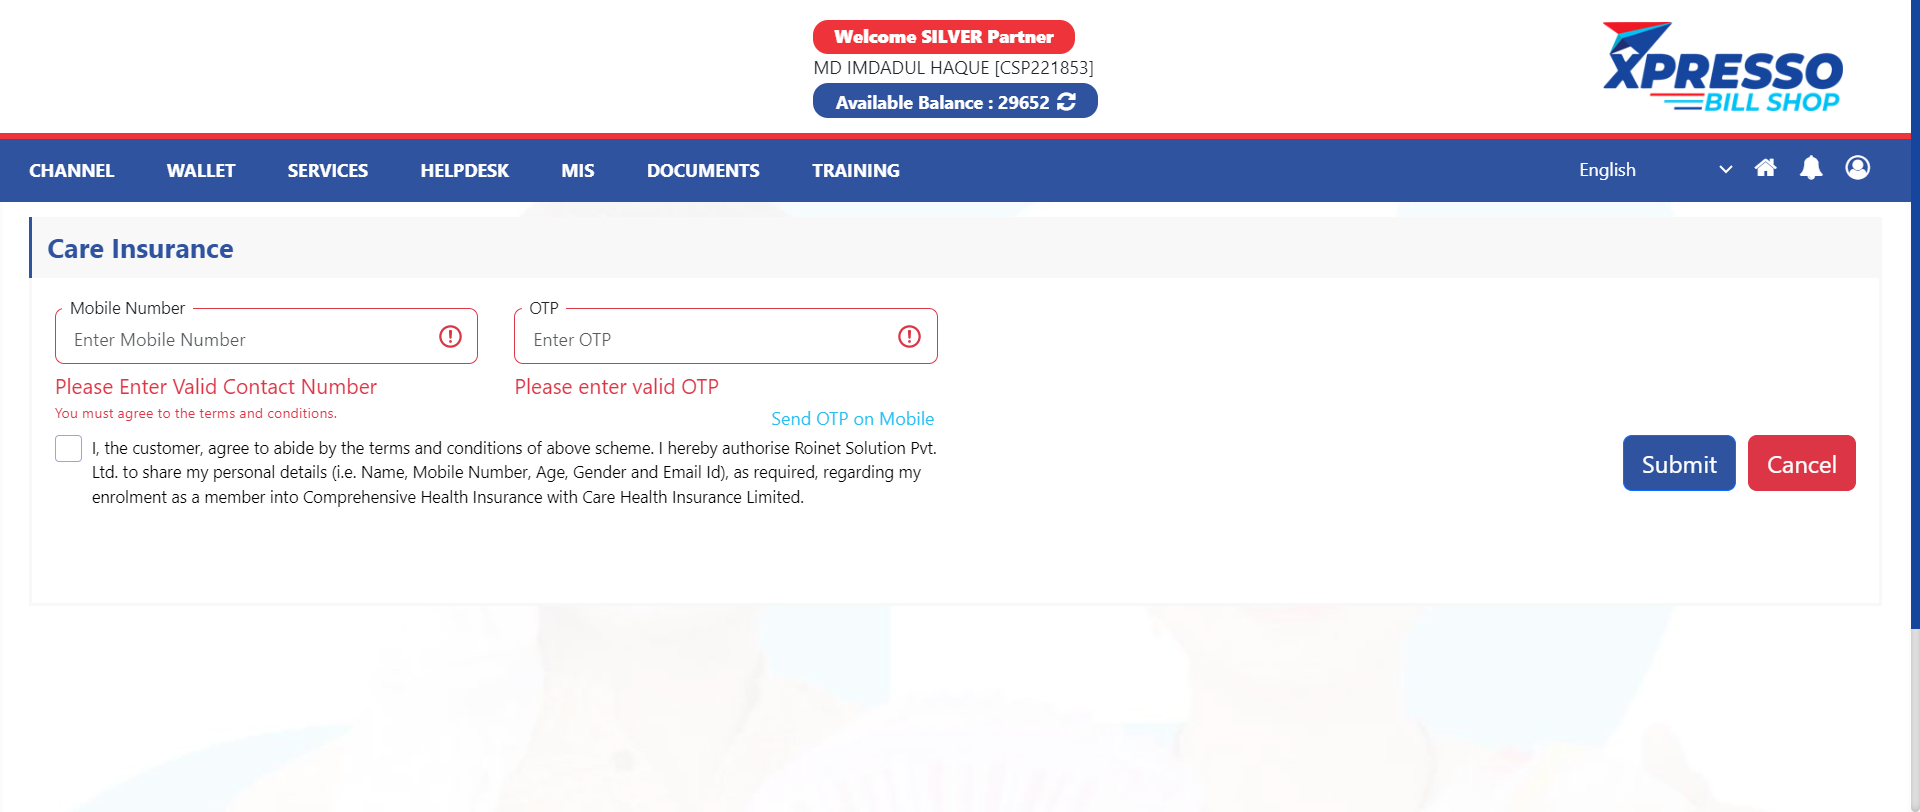 Welcome SILVER Partner
MD IMDADUL HAQUE [CSP221853]
Available Balance : 29652
XPRESSO
BILL SHOP
CHANNEL WALLET SERVICES HELPDESK MIS DOCUMENTS TRAINING English
Care Insurance
Mobile Number OTP
Enter Mobile Number Enter OTP
Please Enter Valid Contact Number Please enter valid OTP
You must agree to the terms and conditions.
Send OTP on Mobile
I, the customer, agree to abide by the terms and conditions of above scheme. I hereby authorise Roinet Solution Pvt.
Ltd. to share my personal details (i.e. Name, Mobile Number, Age, Gender and Email Id), as required, regarding my
enrolment as a member into Comprehensive Health Insurance with Care Health Insurance Limited.
Submit Cancel